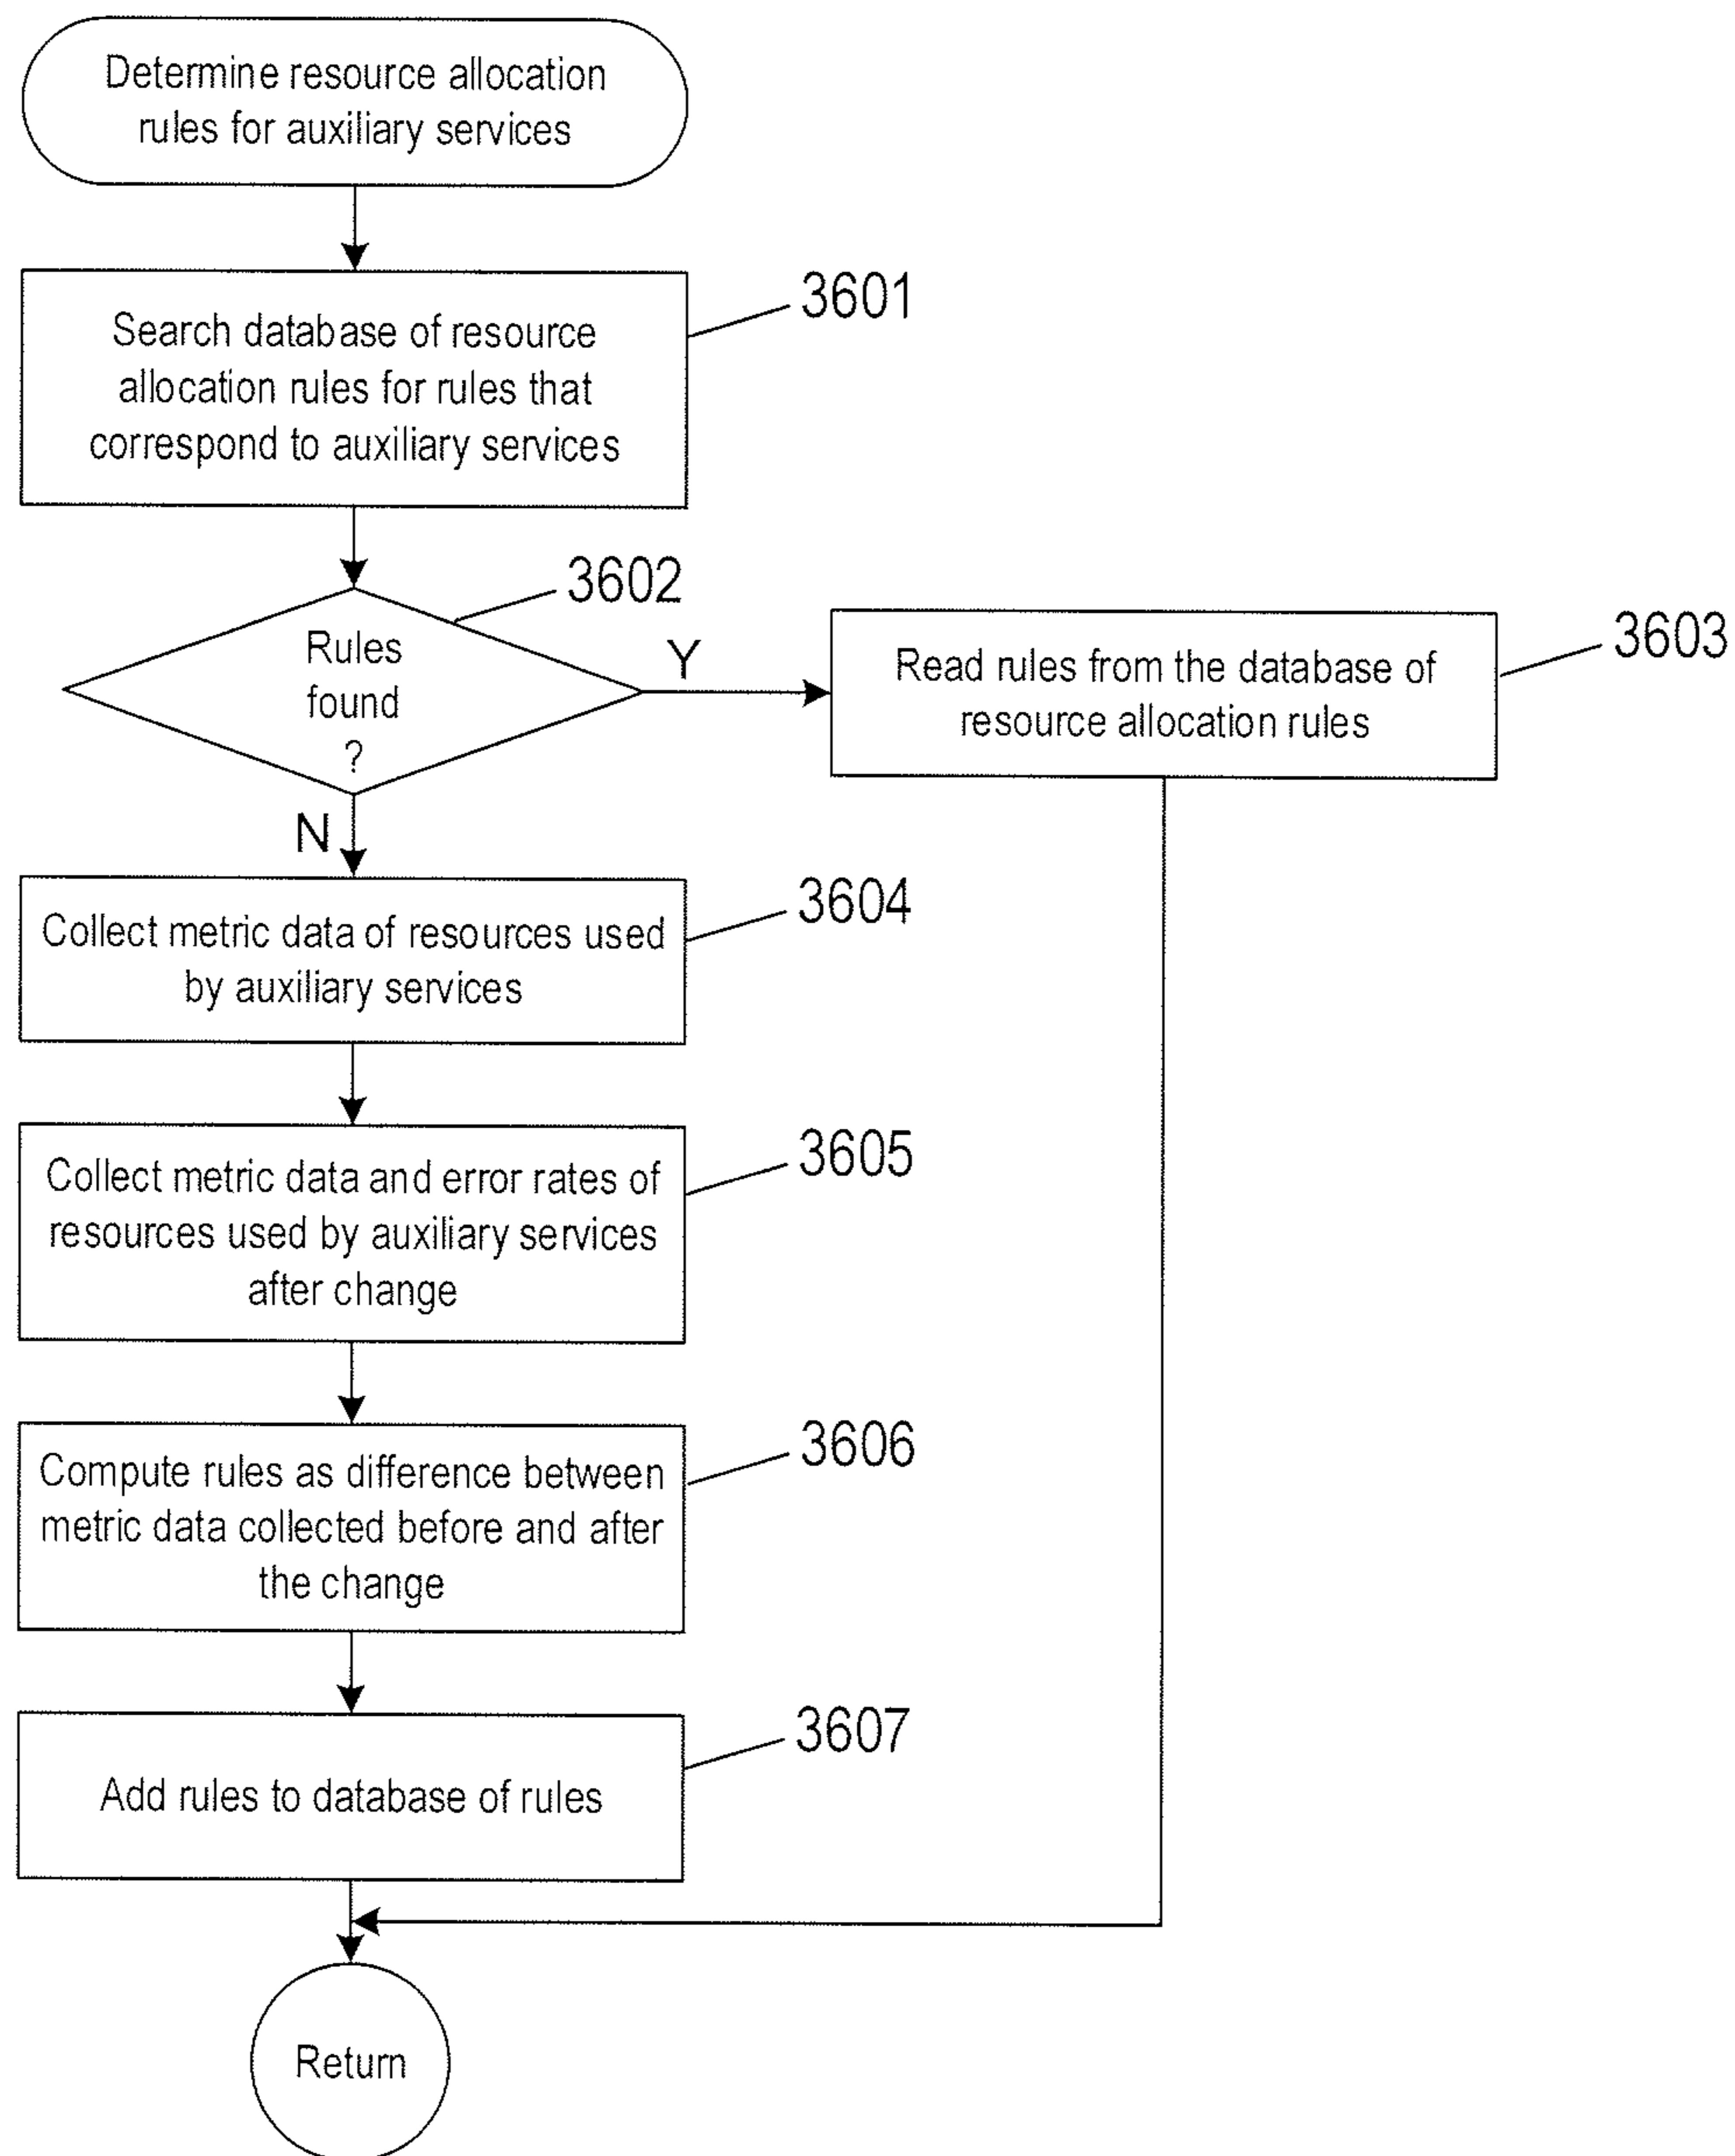 Determine resource allocation
rules for auxiliary services
3601
Search database of resource
allocation rules for rules that
correspond to auxiliary services
3602
Rules
found
?
Y
N
3603
Read rules from the database of
resource allocation rules
3604
Collect metric data of resources used
by auxiliary services
3605
Collect metric data and error rates of
resources used by auxiliary services
after change
3606
Compute rules as difference between
metric data collected before and after
the change
3607
Add rules to database of rules
Return